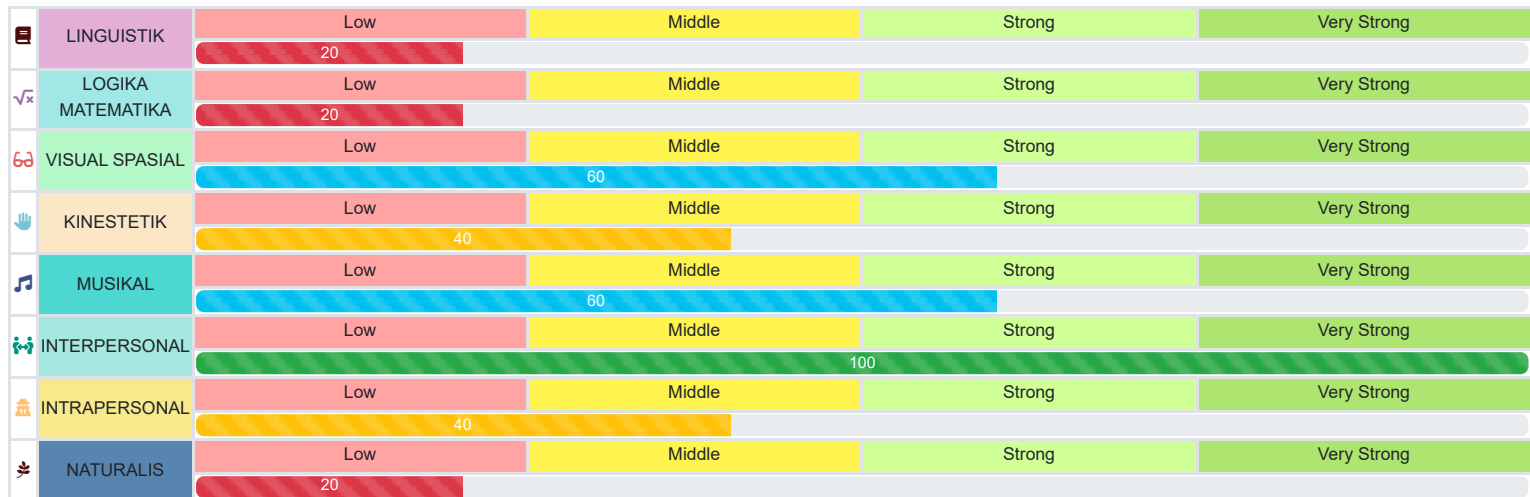 LINGUISTIK
Low Middle Strong Very Strong
20
LOGIKA
MATEMATIKA
Low Middle Strong Very Strong
20
VISUAL SPASIAL
Low Middle Strong Very Strong
60
KINESTETIK
Low Middle Strong Very Strong
40
MUSIKAL
Low Middle Strong Very Strong
60
INTERPERSONAL
Low Middle Strong Very Strong
100
INTRAPERSONAL
Low Middle Strong Very Strong
40
NATURALIS
Low Middle Strong Very Strong
20